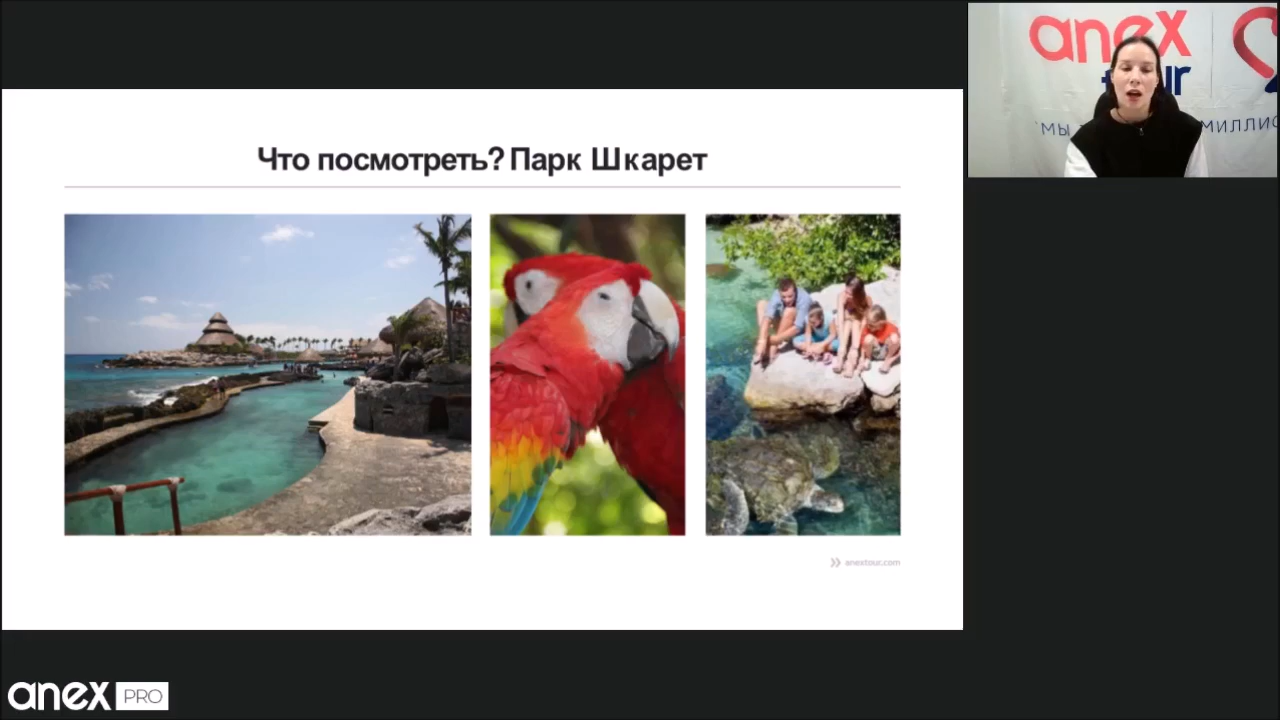 anex
tour
мы
миллио
Что посмотреть? Парк Шкарет
anextour.com
anex PRO